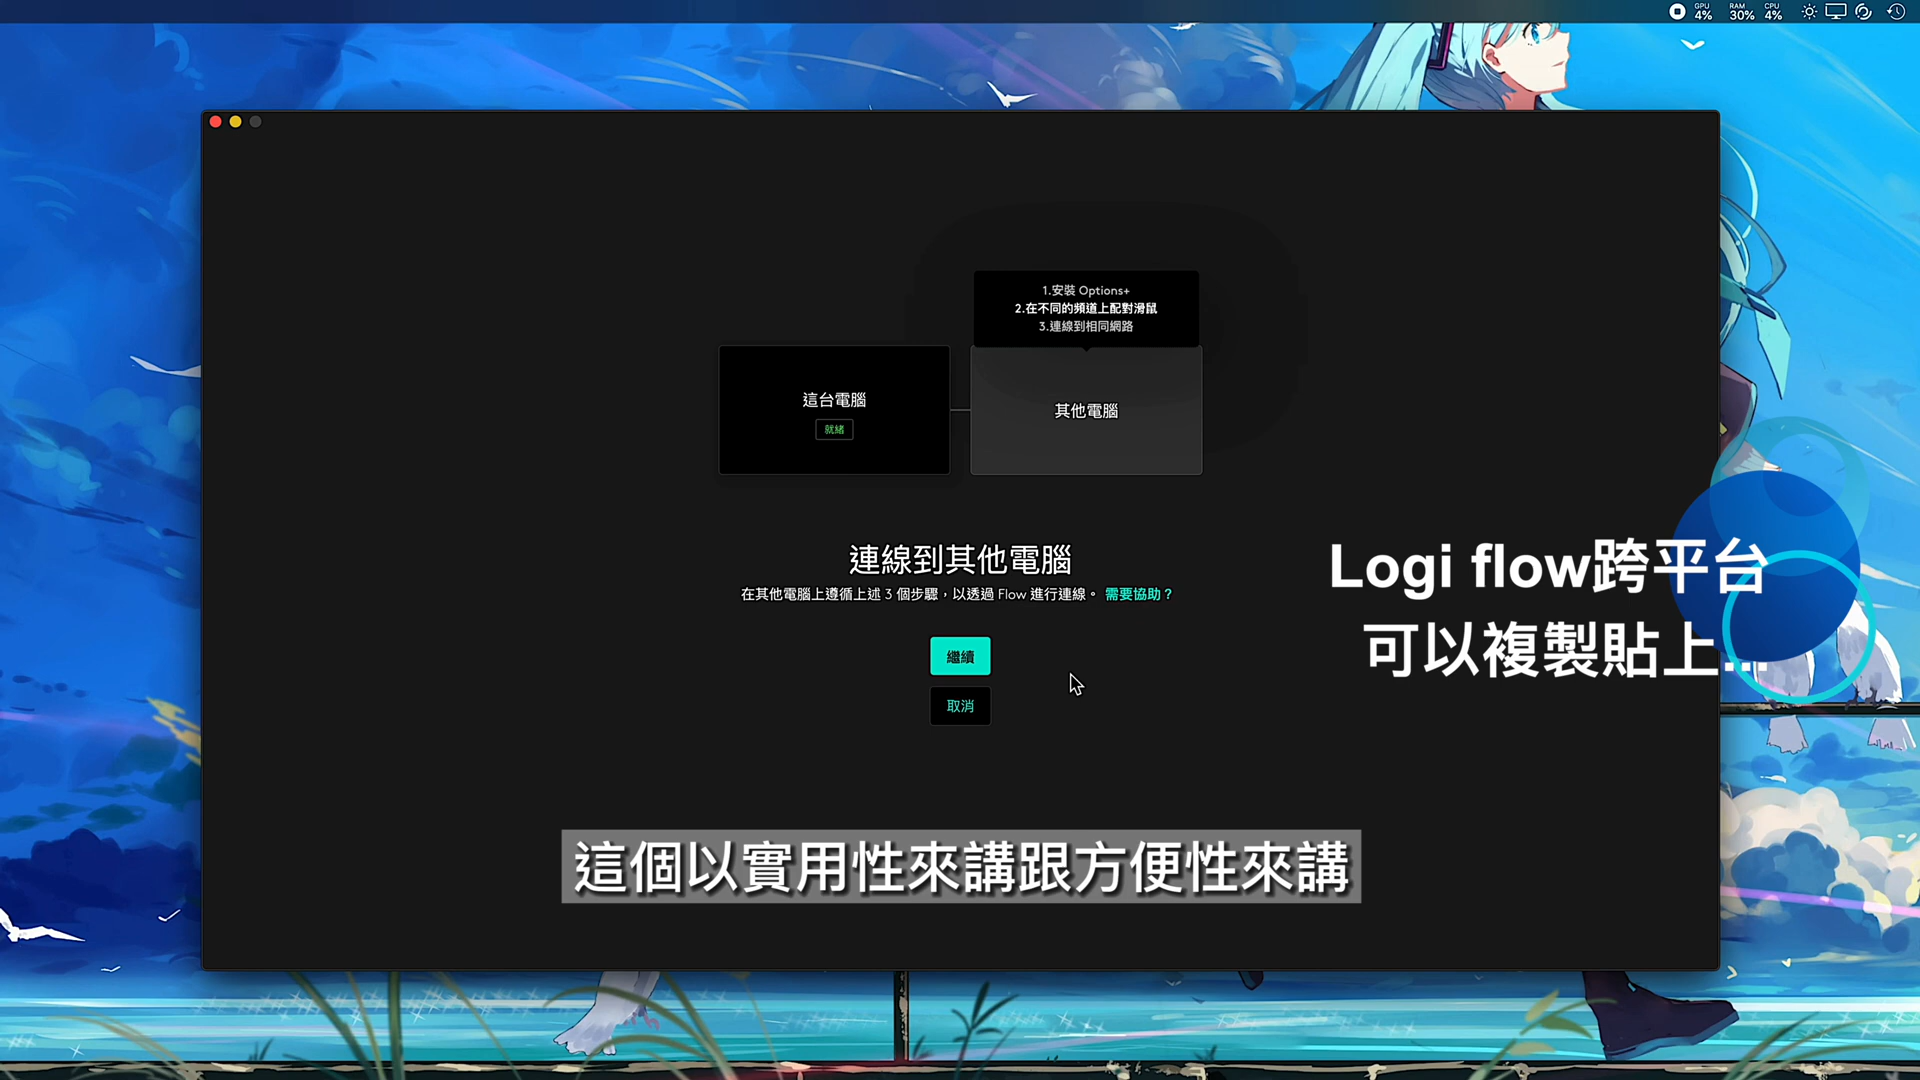 GPU
4%
RAM
30%
CPU
4%
1.安裝 Options+
2.在不同的頻道上配對滑鼠
3.連線到相同網路
這台電腦
就緒
其他電腦
連線到其他電腦
在其他電腦上遵循上述 3 個步驟，以透過 Flow 進行連線。 需要協助？
繼續
取消
Logi flow跨平台
可以複製貼上...
這個以實用性來講跟方便性來講